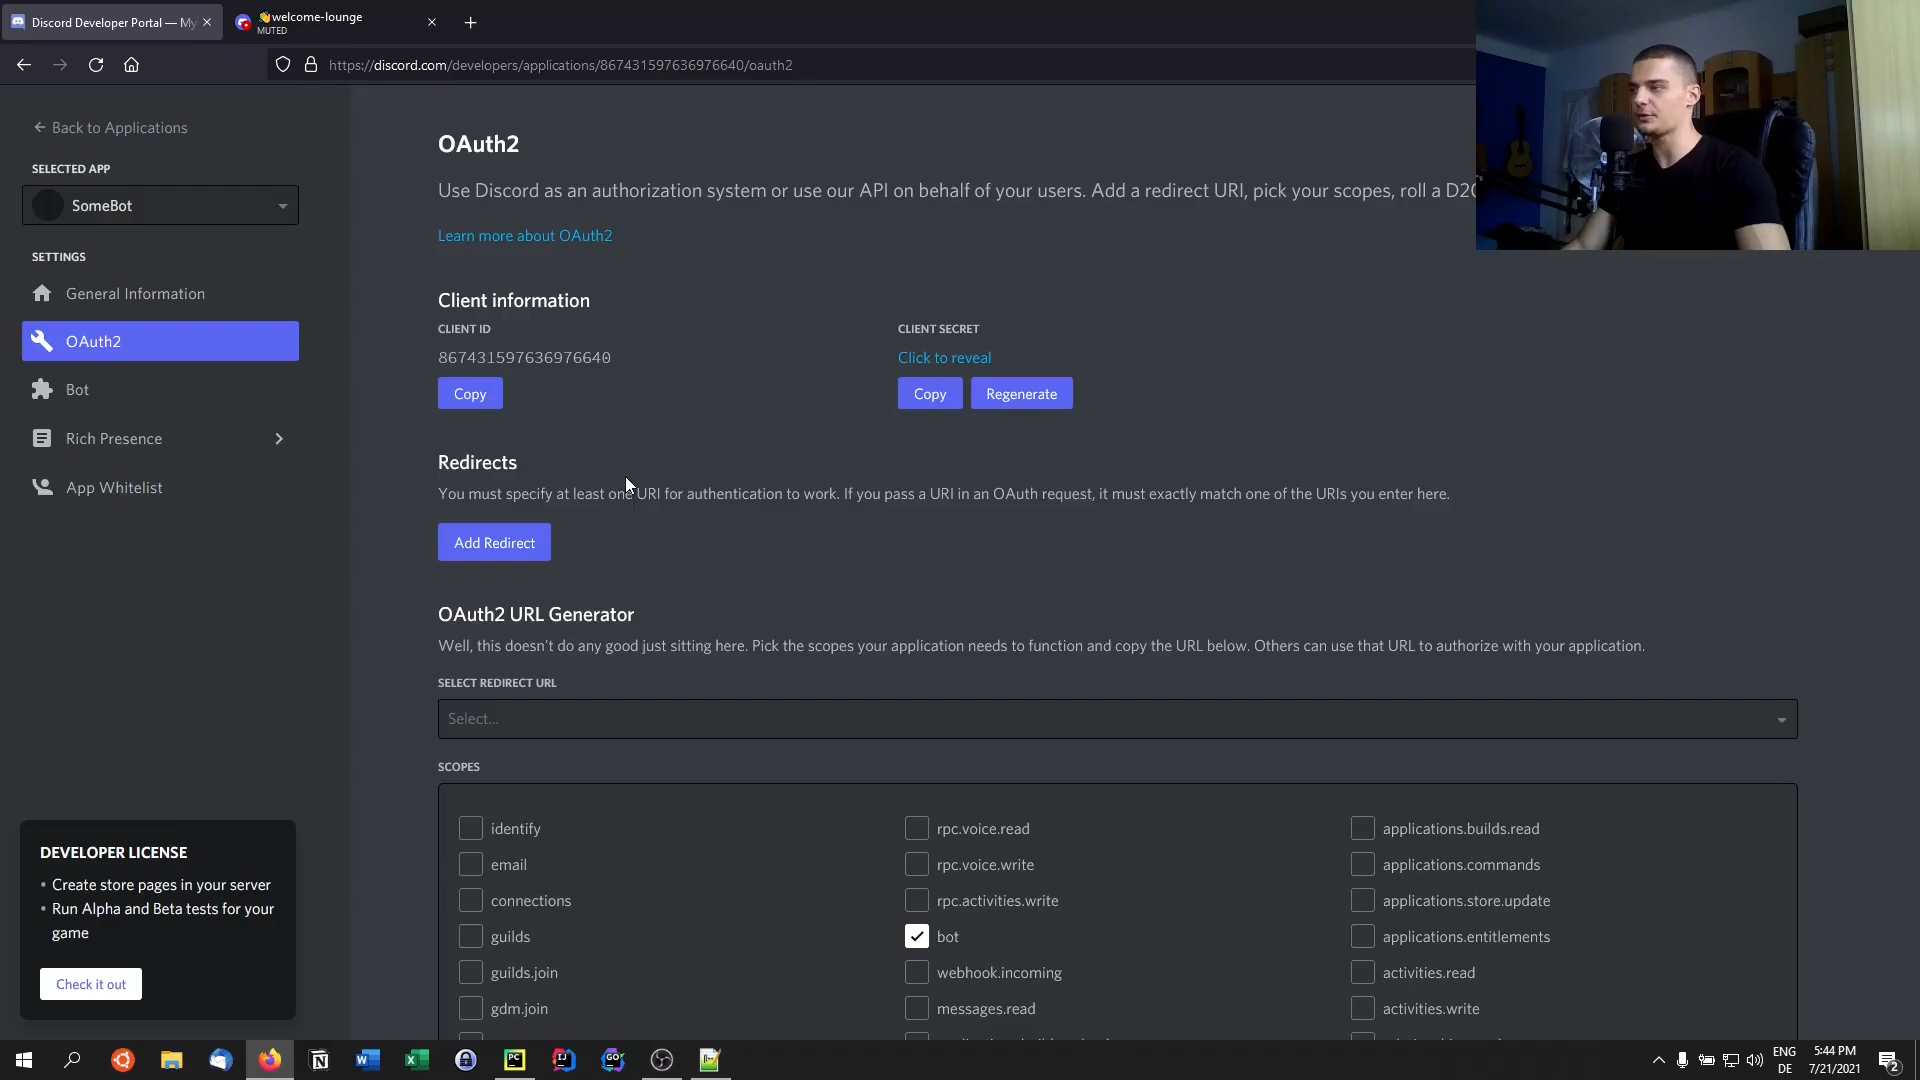 Discord Developer Portal — My
👋welcome-lounge
MUTED
https://discord.com/developers/applications/867431597636976640/oauth2
← Back to Applications
SELECTED APP
SomeBot
SETTINGS
General Information
OAuth2
Bot
Rich Presence
App Whitelist
DEVELOPER LICENSE
• Create store pages in your server
• Run Alpha and Beta tests for your
game
Check it out
OAuth2
Use Discord as an authorization system or use our API on behalf of your users. Add a redirect URI, pick your scopes, roll a D20
Learn more about OAuth2
Client information
CLIENT ID
867431597636976640
Copy
CLIENT SECRET
Click to reveal
Copy
Regenerate
Redirects
You must specify at least one URI for authentication to work. If you pass a URI in an OAuth request, it must exactly match one of the URIs you enter here.
Add Redirect
OAuth2 URL Generator
Well, this doesn't do any good just sitting here. Pick the scopes your application needs to function and copy the URL below. Others can use that URL to authorize with your application.
SELECT REDIRECT URL
Select...
SCOPES
identify
rpc.voice.read
applications.builds.read
email
rpc.voice.write
applications.commands
connections
rpc.activities.write
applications.store.update
guilds
bot
applications.entitlements
guilds.join
webhook.incoming
activities.read
gdm.join
messages.read
activities.write
ENG
DE
5:44 PM
7/21/2021
2